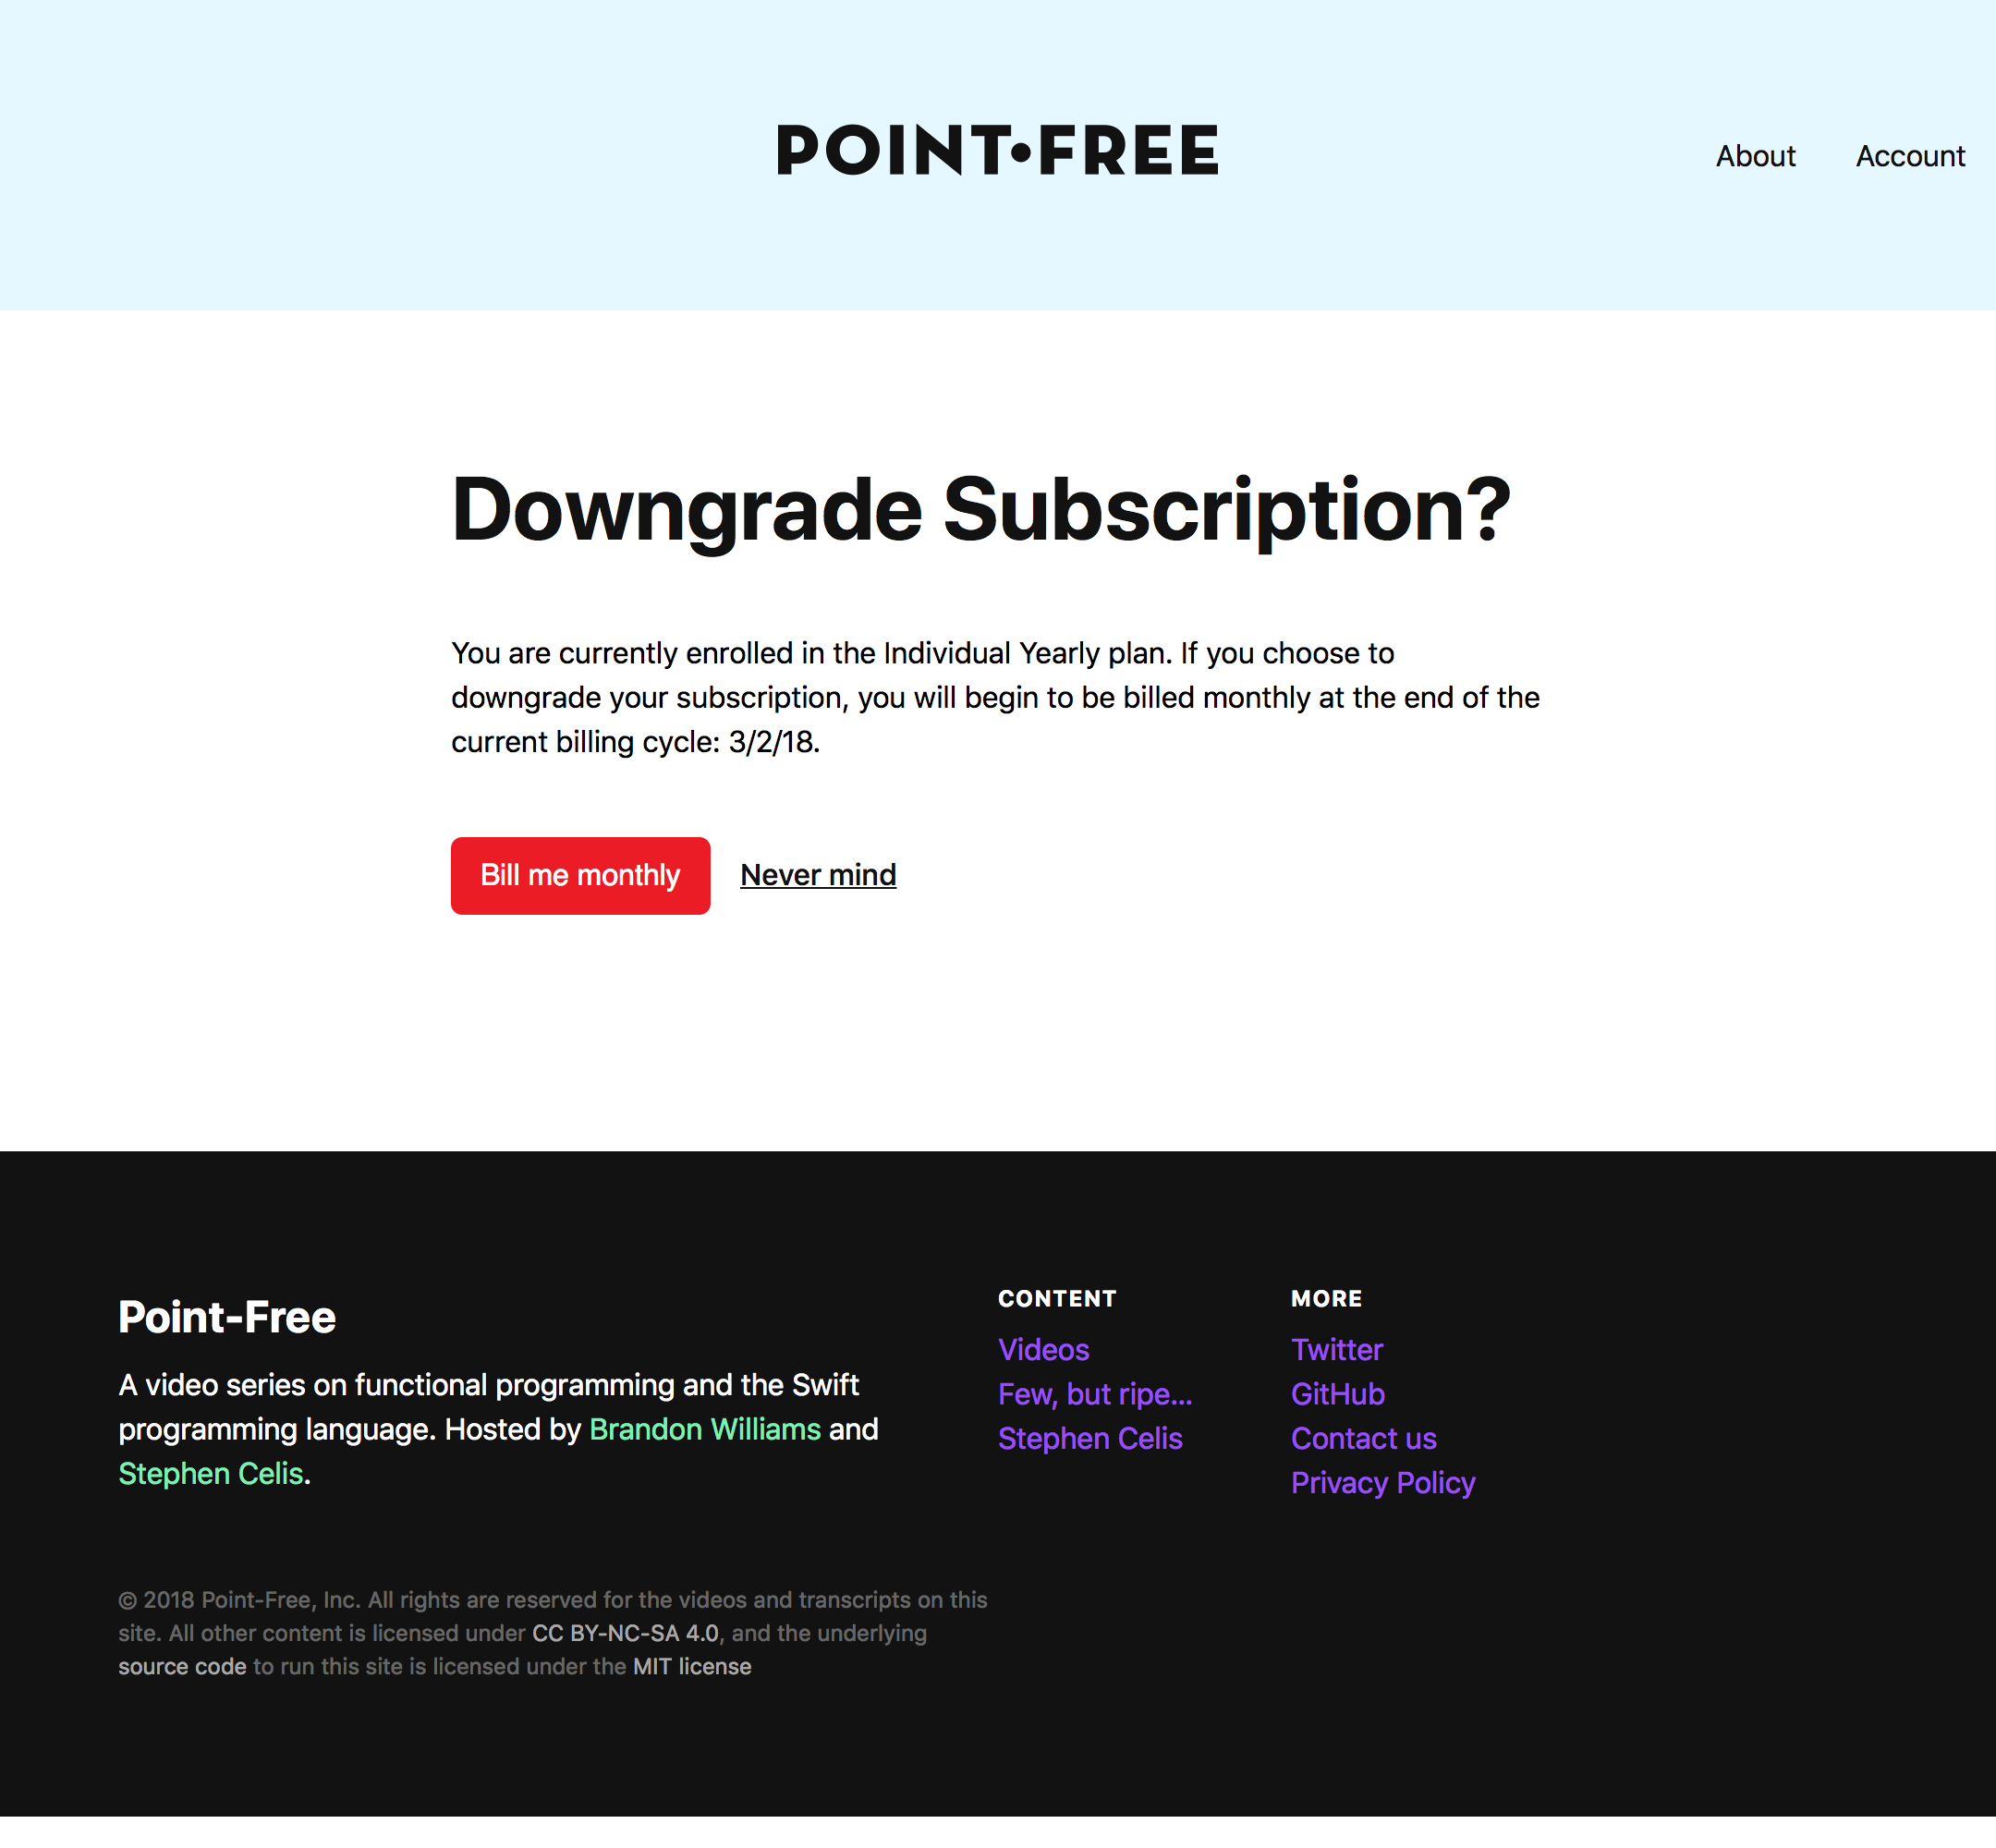 POINT•FREE
About
Account
Downgrade Subscription?
You are currently enrolled in the Individual Yearly plan. If you choose to
downgrade your subscription, you will begin to be billed monthly at the end of the
current billing cycle: 3/2/18.
Bill me monthly
Never mind
Point-Free
A video series on functional programming and the Swift
programming language. Hosted by Brandon Williams and
Stephen Celis.
CONTENT
Videos
Few, but ripe...
Stephen Celis
MORE
Twitter
GitHub
Contact us
Privacy Policy
© 2018 Point-Free, Inc. All rights are reserved for the videos and transcripts on this
site. All other content is licensed under CC BY-NC-SA 4.0, and the underlying
source code to run this site is licensed under the MIT license